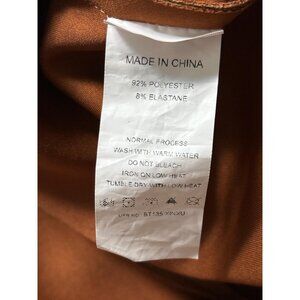 MADE IN CHINA
92% POLYESTER
8% ELASTANE
NORMAL PROCESS
WASH WITH WARM WATER
DO NOT BLEACH
IRON ON LOW HEAT
TUMBLE DRY WITH LOW HEAT